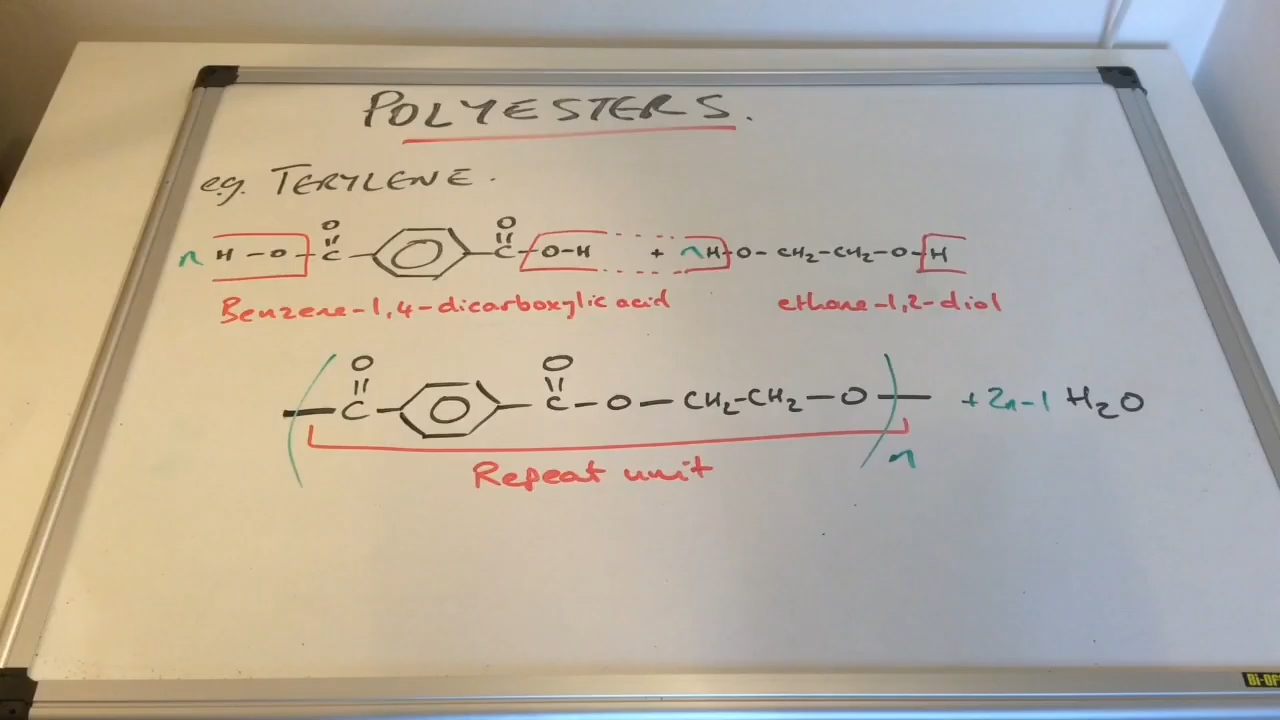 POLYESTERS.
e.g. TERYLENE.
n H-O-C(=O)-⌬-C(=O)-O-H + nH-O-CH₂-CH₂-O-H
Benzene-1,4-dicarboxylic acid ethane-1,2-diol
(-C(=O)-⌬-C(=O)-O-CH₂-CH₂-O-)n + 2n-1 H₂O
Repeat unit